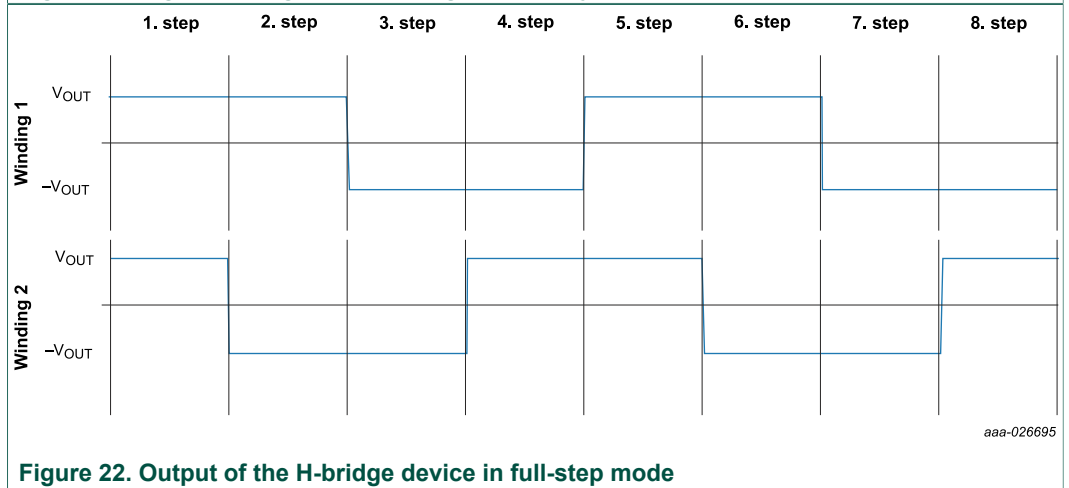 1. step 2. step 3. step 4. step 5. step 6. step 7. step 8. step
Winding 1
VOUT
–VOUT
Winding 2
VOUT
–VOUT
aaa-026695
Figure 22. Output of the H-bridge device in full-step mode